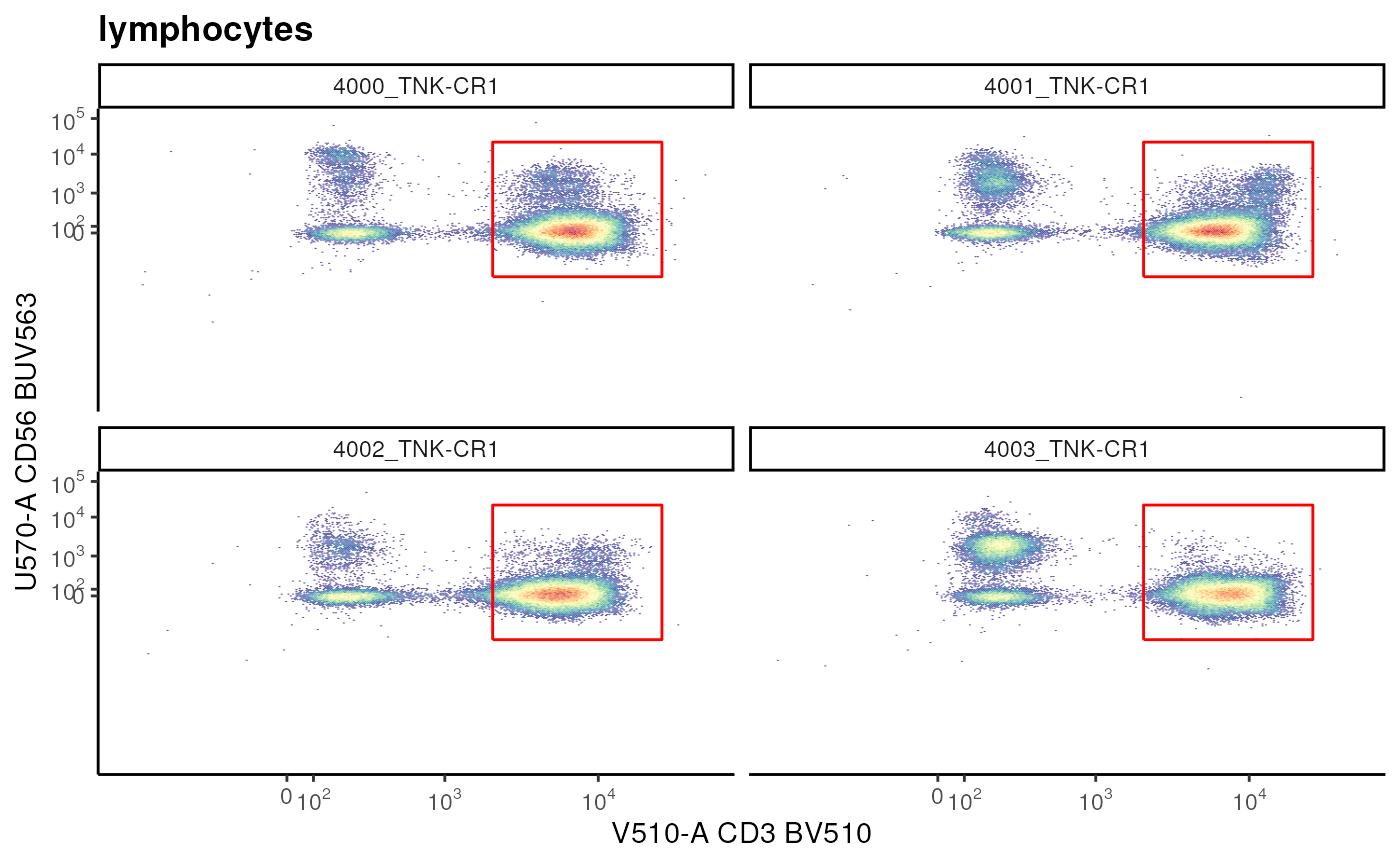 lymphocytes
4000_TNK-CR1
4001_TNK-CR1
10^5
10^4
10^3
10^2
0
4002_TNK-CR1
4003_TNK-CR1
10^5
10^4
10^3
10^2
0
U570-A CD56 BUV563
0 10^2 10^3 10^4
0 10^2 10^3 10^4
V510-A CD3 BV510